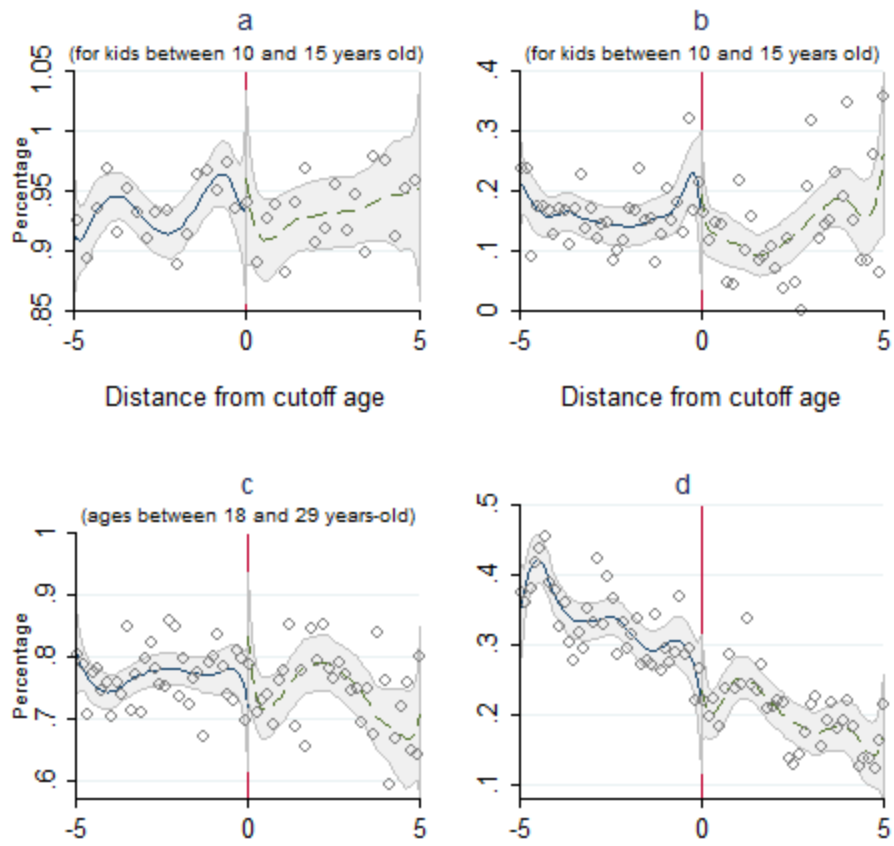 a
(for kids between 10 and 15 years old)
1.05
1
.95
.9
.85
Percentage
-5
0
5
Distance from cutoff age
b
(for kids between 10 and 15 years old)
.4
.3
.2
.1
0
-5
0
5
Distance from cutoff age
c
(ages between 18 and 29 years-old)
1
.9
.8
.7
.6
Percentage
-5
0
5
d
.5
.4
.3
.2
.1
-5
0
5